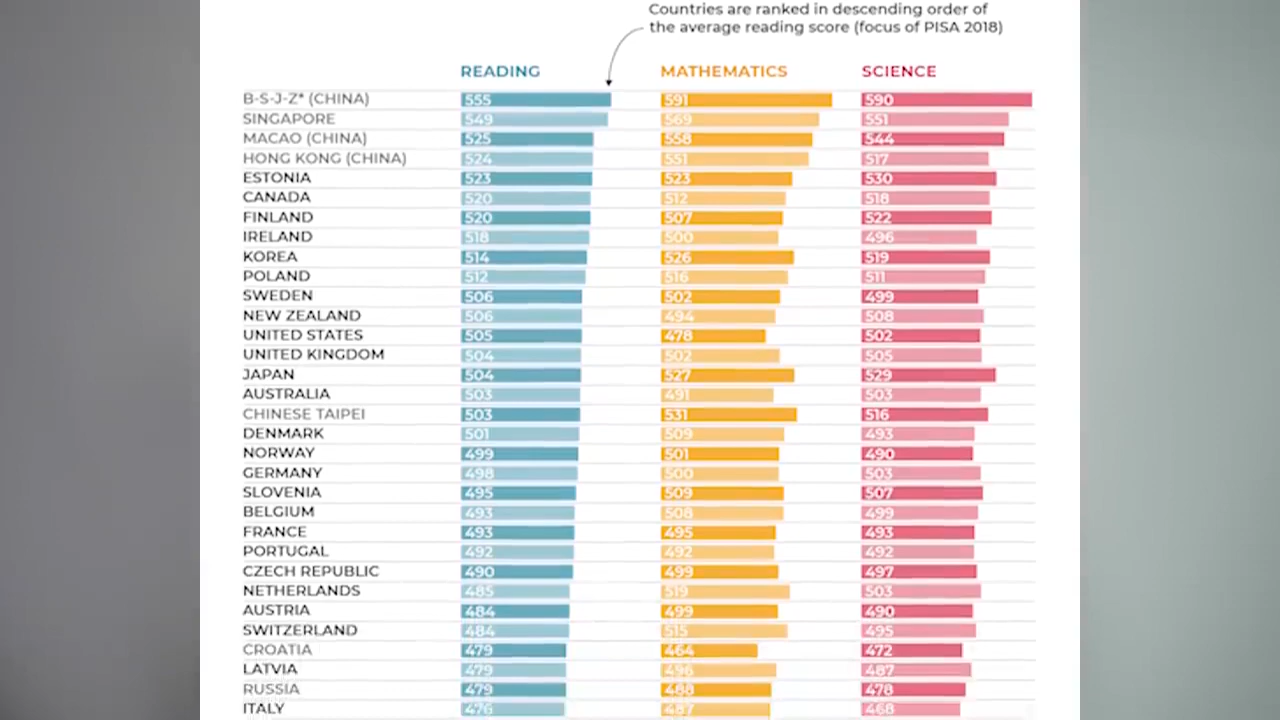 Countries are ranked in descending order of
the average reading score (focus of PISA 2018)
READING MATHEMATICS SCIENCE
B-S-J-Z* (CHINA) 555 591 590
SINGAPORE 549 569 551
MACAO (CHINA) 525 558 544
HONG KONG (CHINA) 524 551 517
ESTONIA 523 523 530
CANADA 520 512 518
FINLAND 520 507 522
IRELAND 518 500 496
KOREA 514 526 519
POLAND 512 516 511
SWEDEN 506 502 499
NEW ZEALAND 506 494 508
UNITED STATES 505 478 502
UNITED KINGDOM 504 502 505
JAPAN 504 527 529
AUSTRALIA 503 491 503
CHINESE TAIPEI 503 531 516
DENMARK 501 509 493
NORWAY 499 501 490
GERMANY 498 500 503
SLOVENIA 495 509 507
BELGIUM 493 508 499
FRANCE 493 495 493
PORTUGAL 492 492 492
CZECH REPUBLIC 490 499 497
NETHERLANDS 485 519 503
AUSTRIA 484 499 490
SWITZERLAND 484 515 495
CROATIA 479 464 472
LATVIA 479 496 487
RUSSIA 479 488 478
ITALY 476 487 468